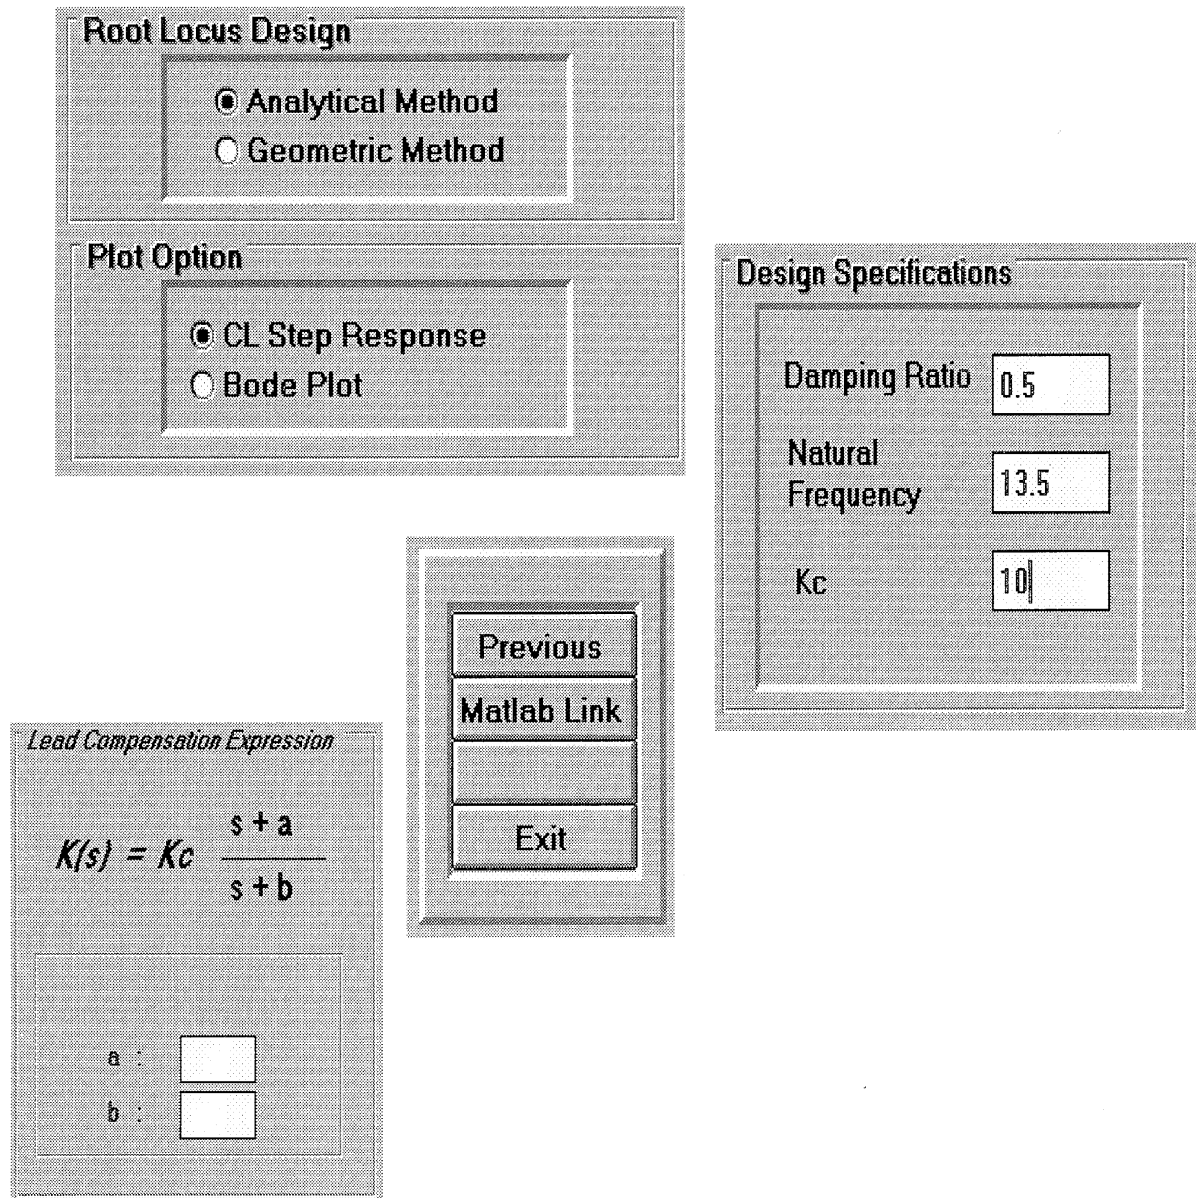 Root Locus Design
Analytical Method
Geometric Method
Plot Option
CL Step Response
Bode Plot
Design Specifications
Damping Ratio 0.5
Natural
Frequency 13.5
Kc 10
Previous
Matlab Link
Exit
Lead Compensation Expression
K(s) = Kc
s + a
s + b
a :
b :